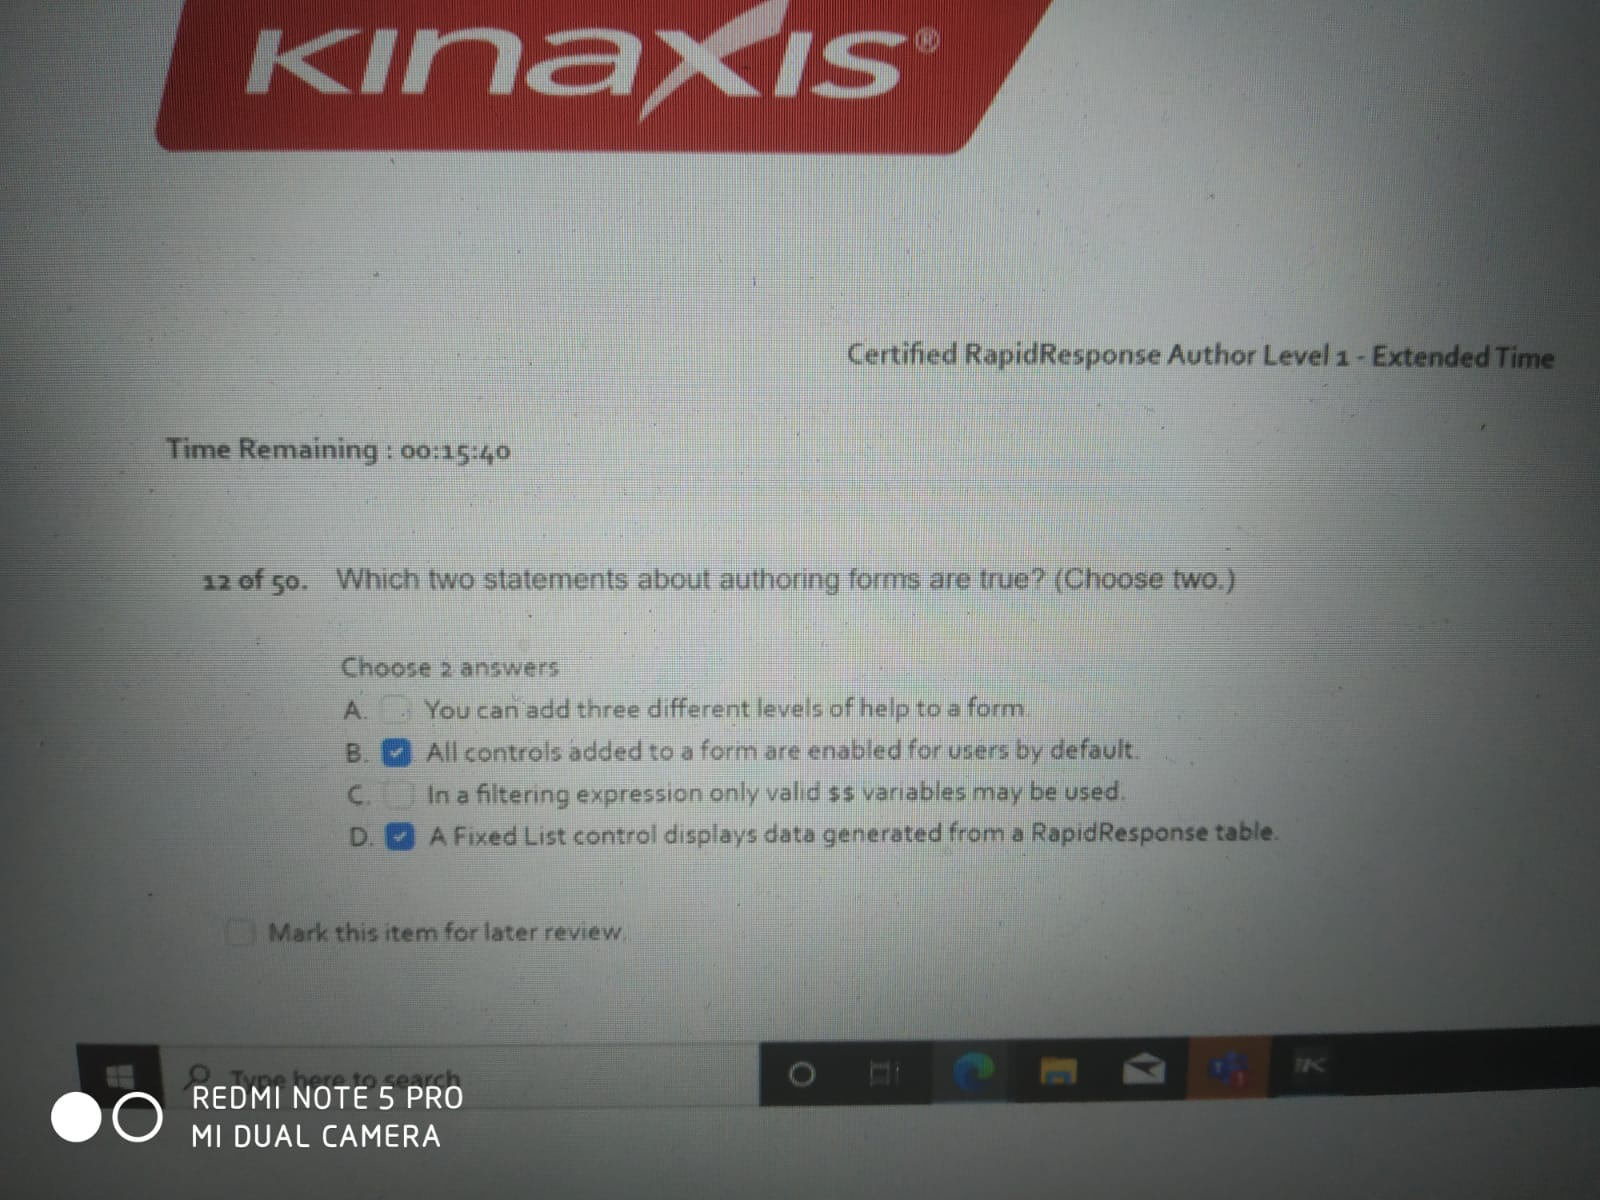 KINAXIS®
Certified RapidResponse Author Level 1 - Extended Time
Time Remaining : 00:15:40
12 of 50. Which two statements about authoring forms are true? (Choose two.)
Choose 2 answers
A. You can add three different levels of help to a form.
B. All controls added to a form are enabled for users by default.
C. In a filtering expression only valid $$ variables may be used.
D. A Fixed List control displays data generated from a RapidResponse table.
Mark this item for later review.
Type here to search
REDMI NOTE 5 PRO
MI DUAL CAMERA